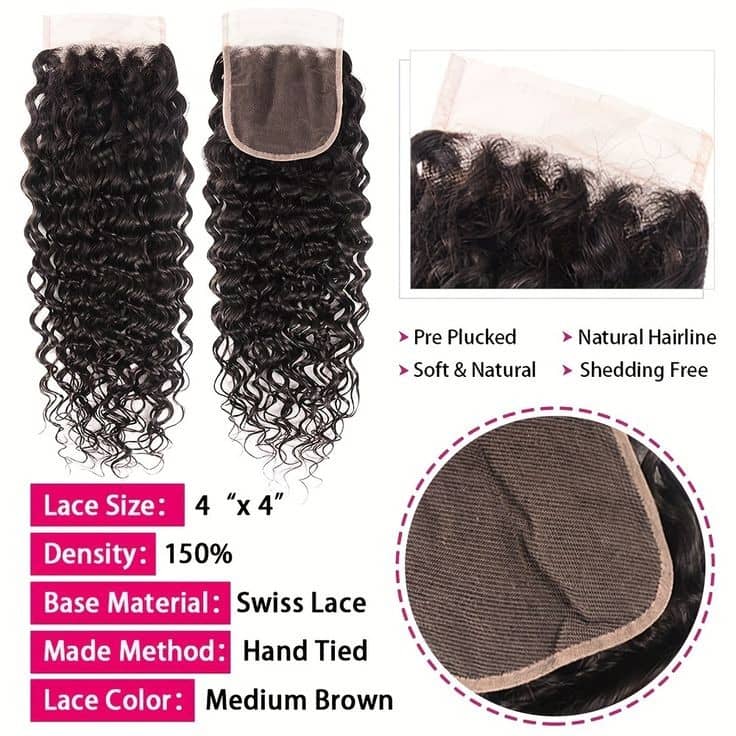 ➤ Pre Plucked ➤ Natural Hairline
➤ Soft & Natural ➤ Shedding Free
Lace Size： 4 “x 4”
Density： 150%
Base Material： Swiss Lace
Made Method： Hand Tied
Lace Color： Medium Brown